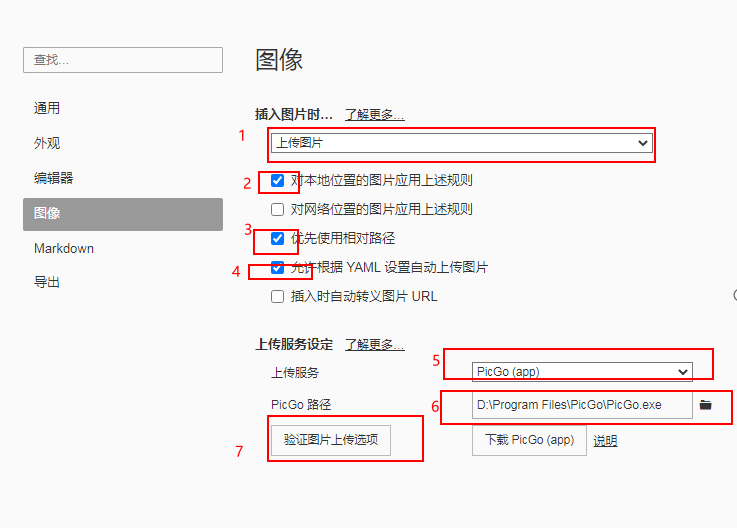 查找...
图像
通用
外观
编辑器
图像
Markdown
导出
插入图片时... 了解更多...
1 上传图片
2 对本地位置的图片应用上述规则
对网络位置的图片应用上述规则
3 优先使用相对路径
4 允许根据 YAML 设置自动上传图片
插入时自动转义图片 URL
上传服务设定 了解更多...
上传服务 5 PicGo (app)
PicGo 路径 6 D:\Program Files\PicGo\PicGo.exe
7 验证图片上传选项 下载 PicGo (app) 说明